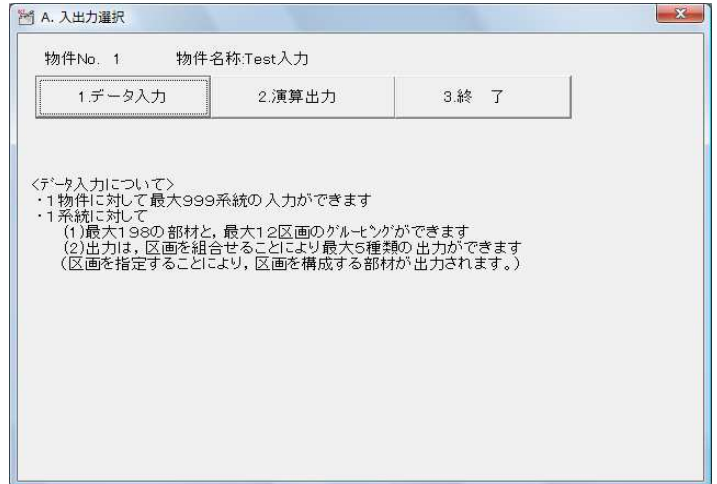 A. 入出力選択
物件No. 1 物件名称:Test入力
1.データ入力 2.演算出力 3.終 了
<ﾃﾞｰﾀ入力について>
・1物件に対して最大999系統の入力ができます
・1系統に対して
(1)最大198の部材と, 最大12区画のｸﾞﾙｰﾋﾟﾝｸﾞができます
(2)出力は, 区画を組合せることにより最大5種類の出力ができます
(区画を指定することにより, 区画を構成する部材が出力されます。)